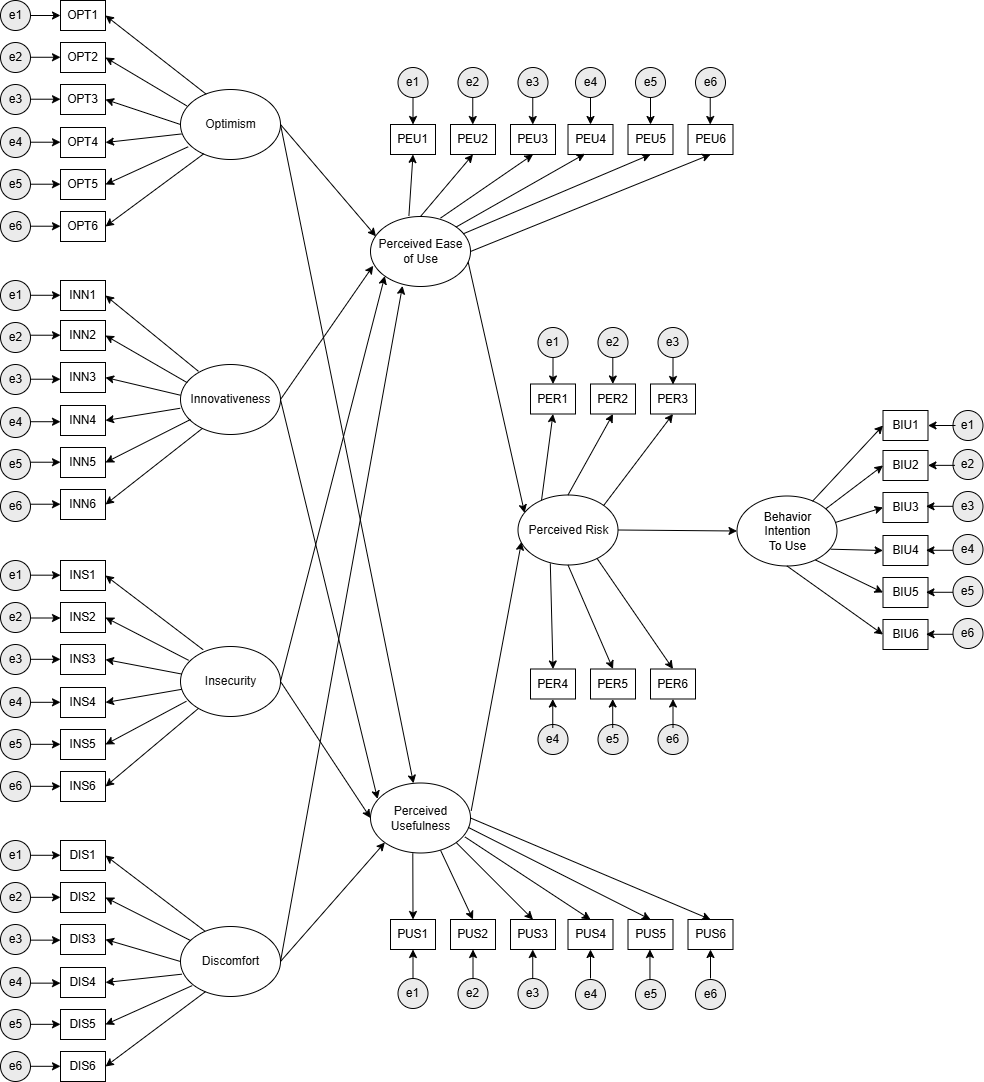 e1 OPT1
e2 OPT2
e3 OPT3
e4 OPT4
e5 OPT5
e6 OPT6
Optimism
e1 e2 e3 e4 e5 e6
PEU1 PEU2 PEU3 PEU4 PEU5 PEU6
Perceived Ease
of Use
e1 INN1
e2 INN2
e3 INN3
e4 INN4
e5 INN5
e6 INN6
Innovativeness
e1 e2 e3
PER1 PER2 PER3
Perceived Risk
PER4 PER5 PER6
e4 e5 e6
Behavior
Intention
To Use
BIU1 e1
BIU2 e2
BIU3 e3
BIU4 e4
BIU5 e5
BIU6 e6
e1 INS1
e2 INS2
e3 INS3
e4 INS4
e5 INS5
e6 INS6
Insecurity
Perceived
Usefulness
PUS1 PUS2 PUS3 PUS4 PUS5 PUS6
e1 e2 e3 e4 e5 e6
e1 DIS1
e2 DIS2
e3 DIS3
e4 DIS4
e5 DIS5
e6 DIS6
Discomfort